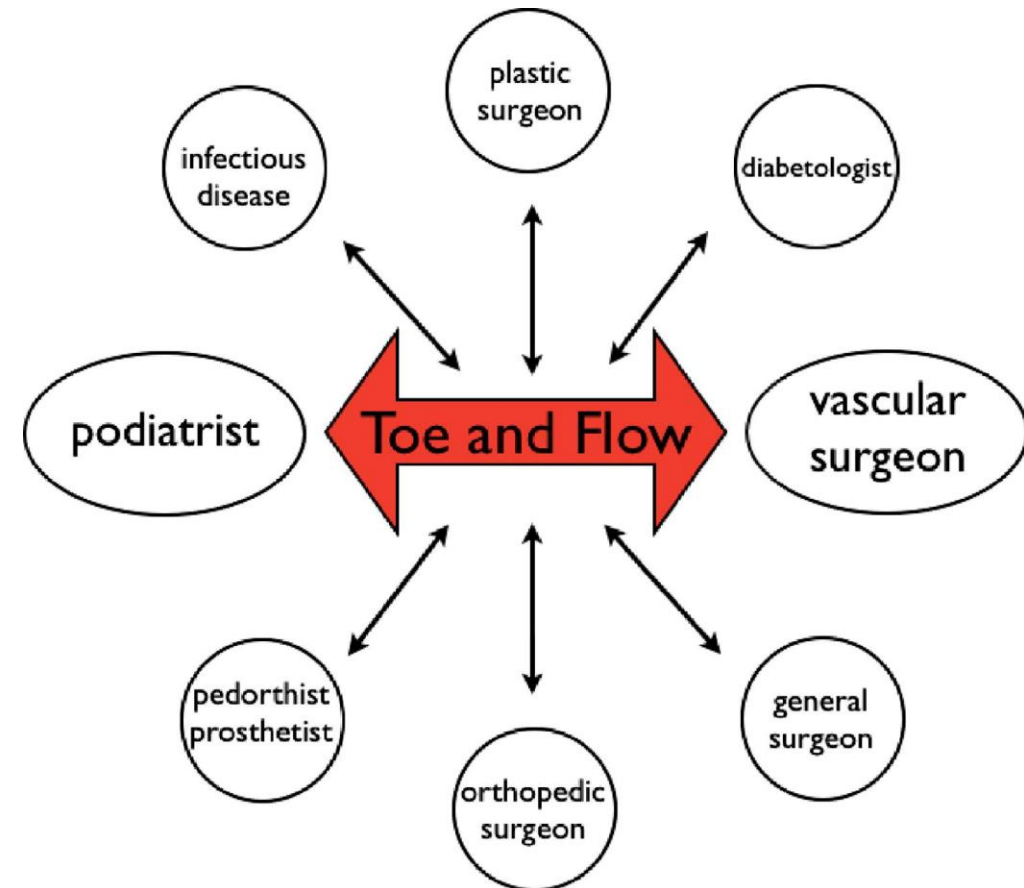 plastic
surgeon
infectious
disease
diabetologist
podiatrist
Toe and Flow
vascular
surgeon
pedorthist
prosthetist
general
surgeon
orthopedic
surgeon